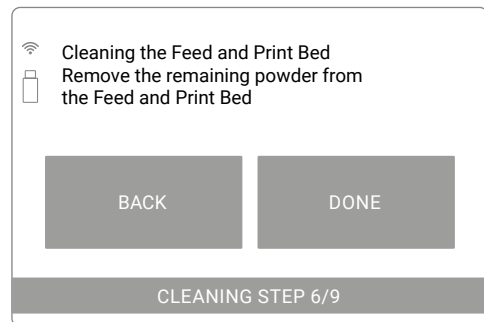 Cleaning the Feed and Print Bed
Remove the remaining powder from
the Feed and Print Bed
BACK
DONE
CLEANING STEP 6/9